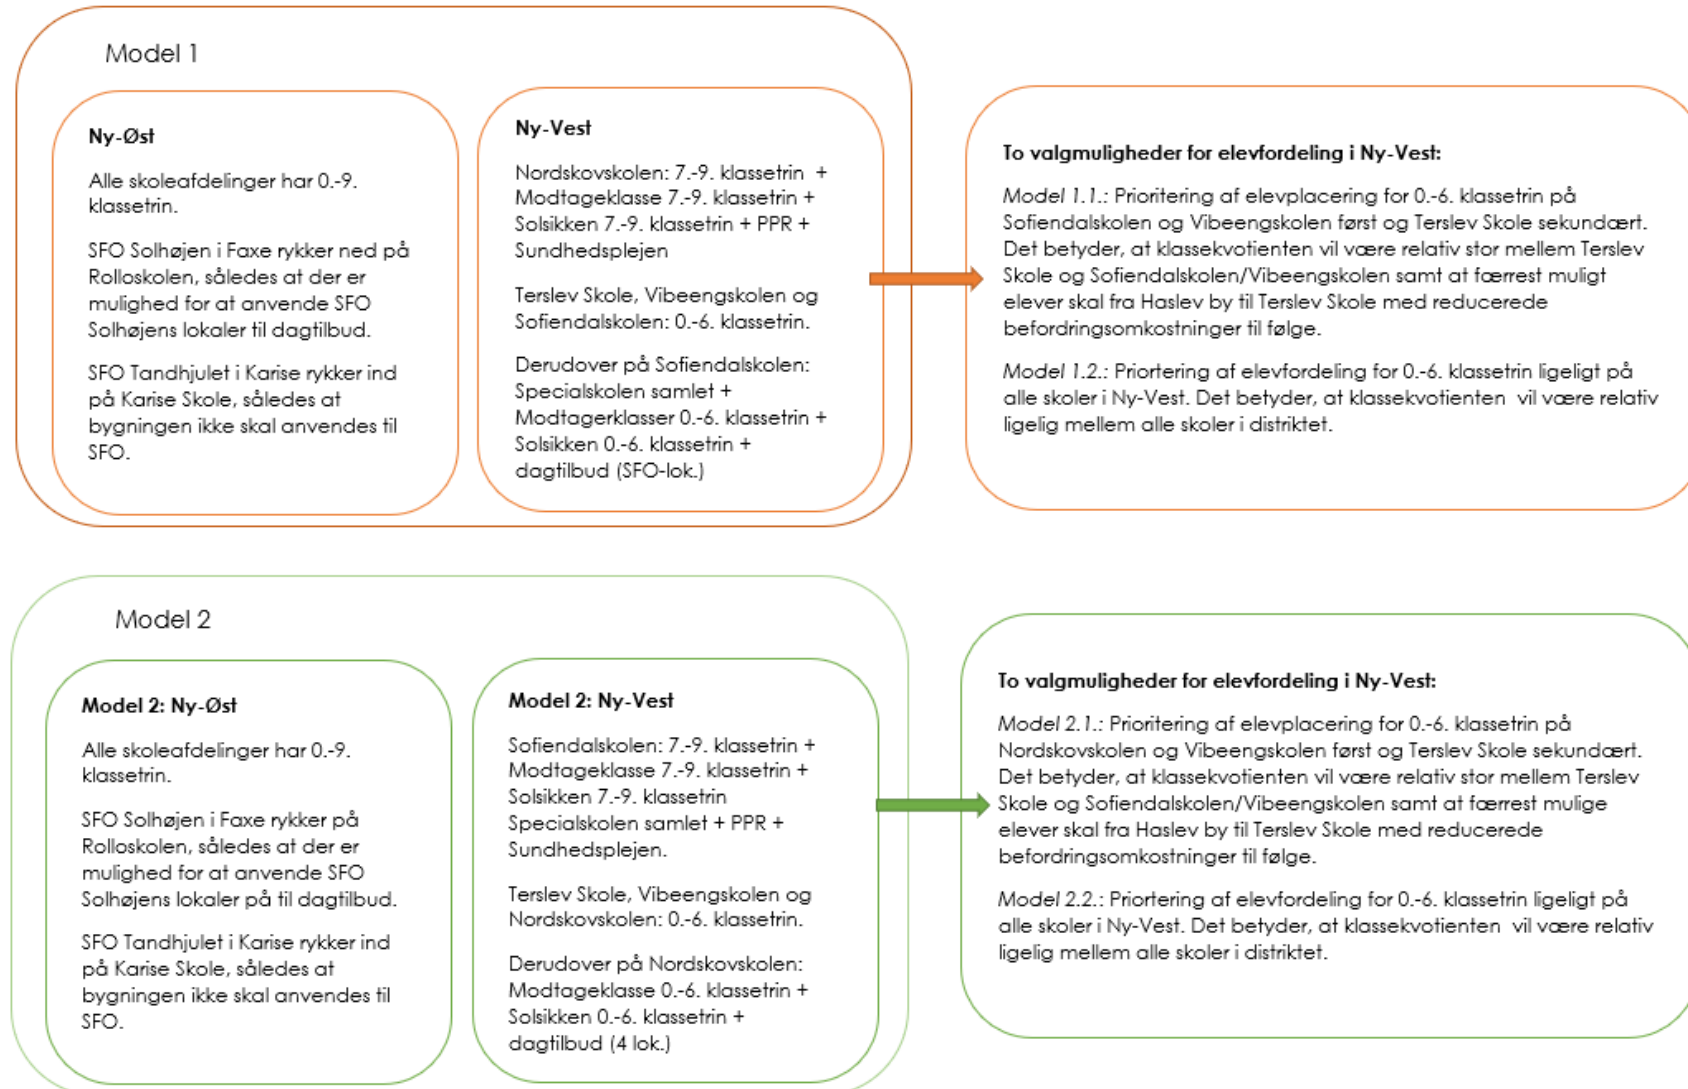 Model 1
Ny-Øst
Alle skoleafdelinger har 0.-9.
klassetrin.
SFO Solhøjen i Faxe rykker ned på
Rolloskolen, således at der er
mulighed for at anvende SFO
Solhøjens lokaler til dagtilbud.
SFO Tandhjulet i Karise rykker ind
på Karise Skole, således at
bygningen ikke skal anvendes til
SFO.
Ny-Vest
Nordskovskolen: 7.-9. klassetrin +
Modtageklasse 7.-9. klassetrin +
Solsikken 7.-9. klassetrin + PPR +
Sundhedsplejen
Terslev Skole, Vibeengskolen og
Sofiendalskolen: 0.-6. klassetrin.
Derudover på Sofiendalskolen:
Specialskolen samlet +
Modtagerklasser 0.-6. klassetrin +
Solsikken 0.-6. klassetrin +
dagtilbud (SFO-lok.)
To valgmuligheder for elevfordeling i Ny-Vest:
Model 1.1.: Prioritering af elevplacering for 0.-6. klassetrin på
Sofiendalskolen og Vibeengskolen først og Terslev Skole sekundært.
Det betyder, at klassekvotienten vil være relativ stor mellem Terslev
Skole og Sofiendalskolen/Vibeengskolen samt at færrest muligt
elever skal fra Haslev by til Terslev Skole med reducerede
befordringsomkostninger til følge.
Model 1.2.: Priortering af elevfordeling for 0.-6. klassetrin ligeligt på
alle skoler i Ny-Vest. Det betyder, at klassekvotienten vil være relativ
ligelig mellem alle skoler i distriktet.
Model 2
Model 2: Ny-Øst
Alle skoleafdelinger har 0.-9.
klassetrin.
SFO Solhøjen i Faxe rykker på
Rolloskolen, således at der er
mulighed for at anvende SFO
Solhøjens lokaler på til dagtilbud.
SFO Tandhjulet i Karise rykker ind
på Karise Skole, således at
bygningen ikke skal anvendes til
SFO.
Model 2: Ny-Vest
Sofiendalskolen: 7.-9. klassetrin +
Modtageklasse 7.-9. klassetrin +
Solsikken 7.-9. klassetrin
Specialskolen samlet + PPR +
Sundhedsplejen.
Terslev Skole, Vibeengskolen og
Nordskovskolen: 0.-6. klassetrin.
Derudover på Nordskovskolen:
Modtageklasse 0.-6. klassetrin +
Solsikken 0.-6. klassetrin +
dagtilbud (4 lok.)
To valgmuligheder for elevfordeling i Ny-Vest:
Model 2.1.: Prioritering af elevplacering for 0.-6. klassetrin på
Nordskovskolen og Vibeengskolen først og Terslev Skole sekundært.
Det betyder, at klassekvotienten vil være relativ stor mellem Terslev
Skole og Sofiendalskolen/Vibeengskolen samt at færrest mulige
elever skal fra Haslev by til Terslev Skole med reducerede
befordringsomkostninger til følge.
Model 2.2.: Priortering af elevfordeling for 0.-6. klassetrin ligeligt på
alle skoler i Ny-Vest. Det betyder, at klassekvotienten vil være relativ
ligelig mellem alle skoler i distriktet.